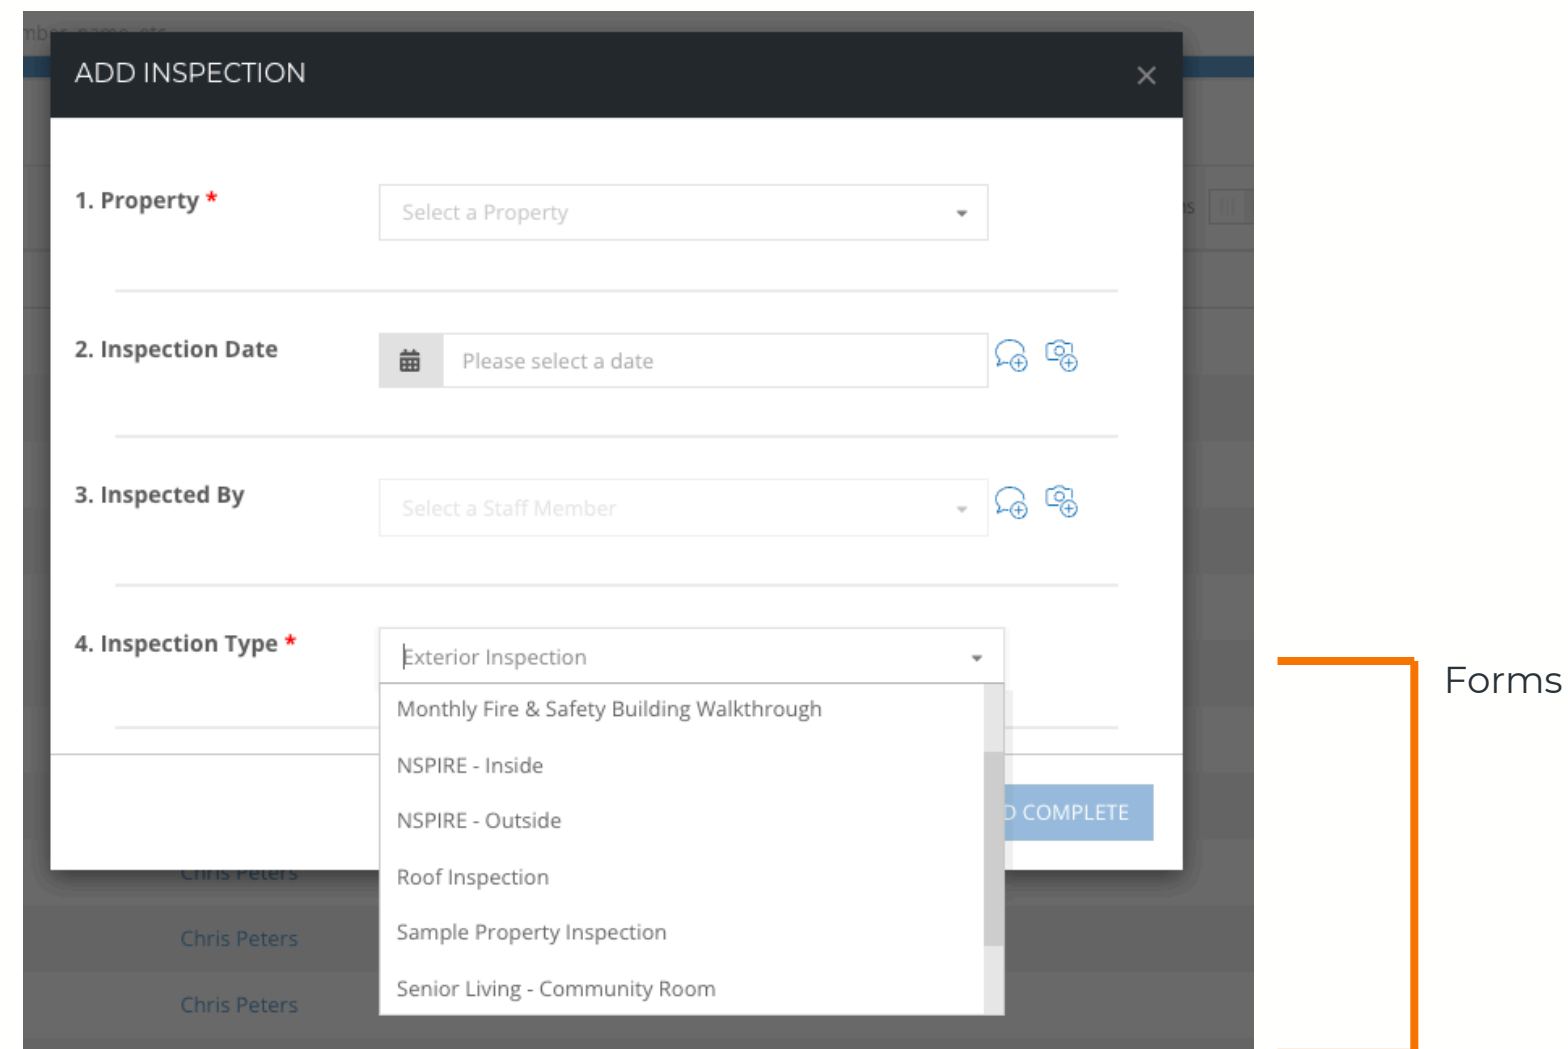 name, etc
ADD INSPECTION
1. Property *
Select a Property
2. Inspection Date
Please select a date
3. Inspected By
Select a Staff Member
4. Inspection Type *
Exterior Inspection
Forms
Monthly Fire & Safety Building Walkthrough
NSPIRE - Inside
NSPIRE - Outside
COMPLETE
Roof Inspection
Chris Peters
Sample Property Inspection
Chris Peters
Senior Living - Community Room
Chris Peters